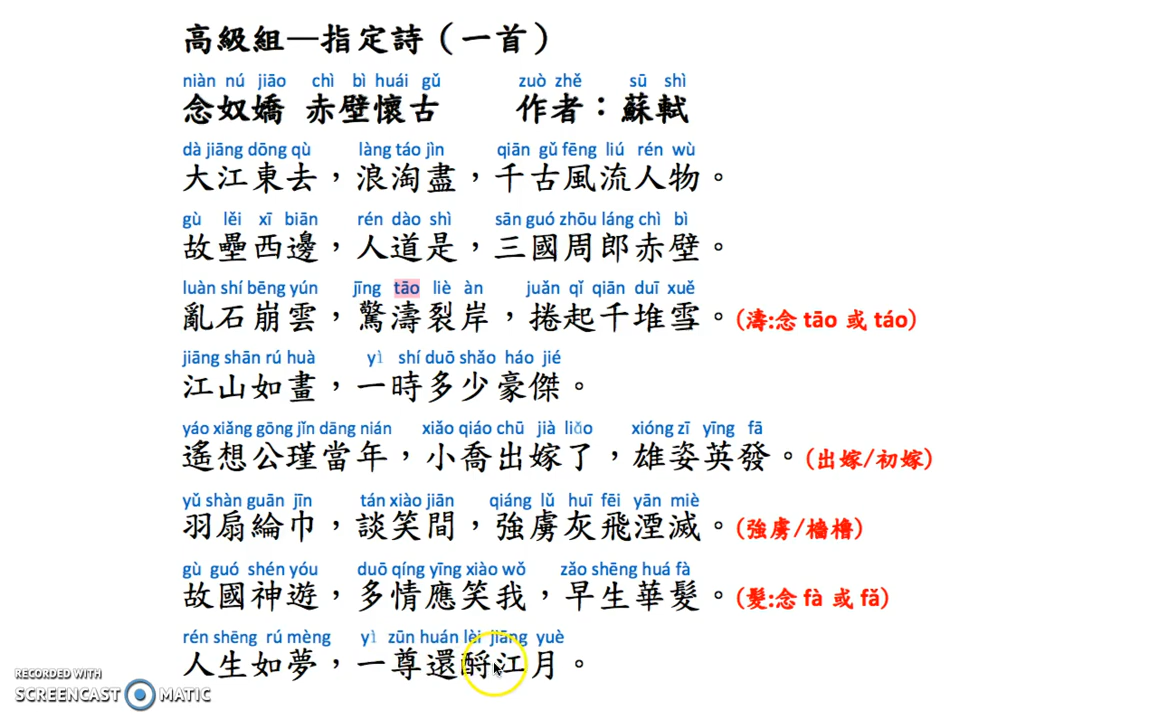 高級組—指定詩（一首）
niàn nú jiāo chì bì huái gǔ zuò zhě sū shì
念奴嬌 赤壁懷古 作者：蘇軾
dà jiāng dōng qù làng táo jìn qiān gǔ fēng liú rén wù
大江東去，浪淘盡，千古風流人物。
gù lěi xī biān rén dào shì sān guó zhōu láng chì bì
故壘西邊，人道是，三國周郎赤壁。
luàn shí bēng yún jīng tāo liè àn juǎn qǐ qiān duī xuě
亂石崩雲，驚濤裂岸，捲起千堆雪。(濤:念 tāo 或 táo)
jiāng shān rú huà yì shí duō shǎo háo jié
江山如畫，一時多少豪傑。
yáo xiǎng gōng jǐn dāng nián xiǎo qiáo chū jià liǎo xióng zī yīng fā
遙想公瑾當年，小喬出嫁了，雄姿英發。(出嫁/初嫁)
yǔ shàn guān jīn tán xiào jiān qiáng lǔ huī fēi yān miè
羽扇綸巾，談笑間，強虜灰飛湮滅。(強虜/檣櫓)
gù guó shén yóu duō qíng yīng xiào wǒ zǎo shēng huá fà
故國神遊，多情應笑我，早生華髮。(髮:念 fà 或 fǎ)
rén shēng rú mèng yì zūn huán lèi jiāng yuè
人生如夢，一尊還酹江月。
RECORDED WITH
SCREENCAST MATIC